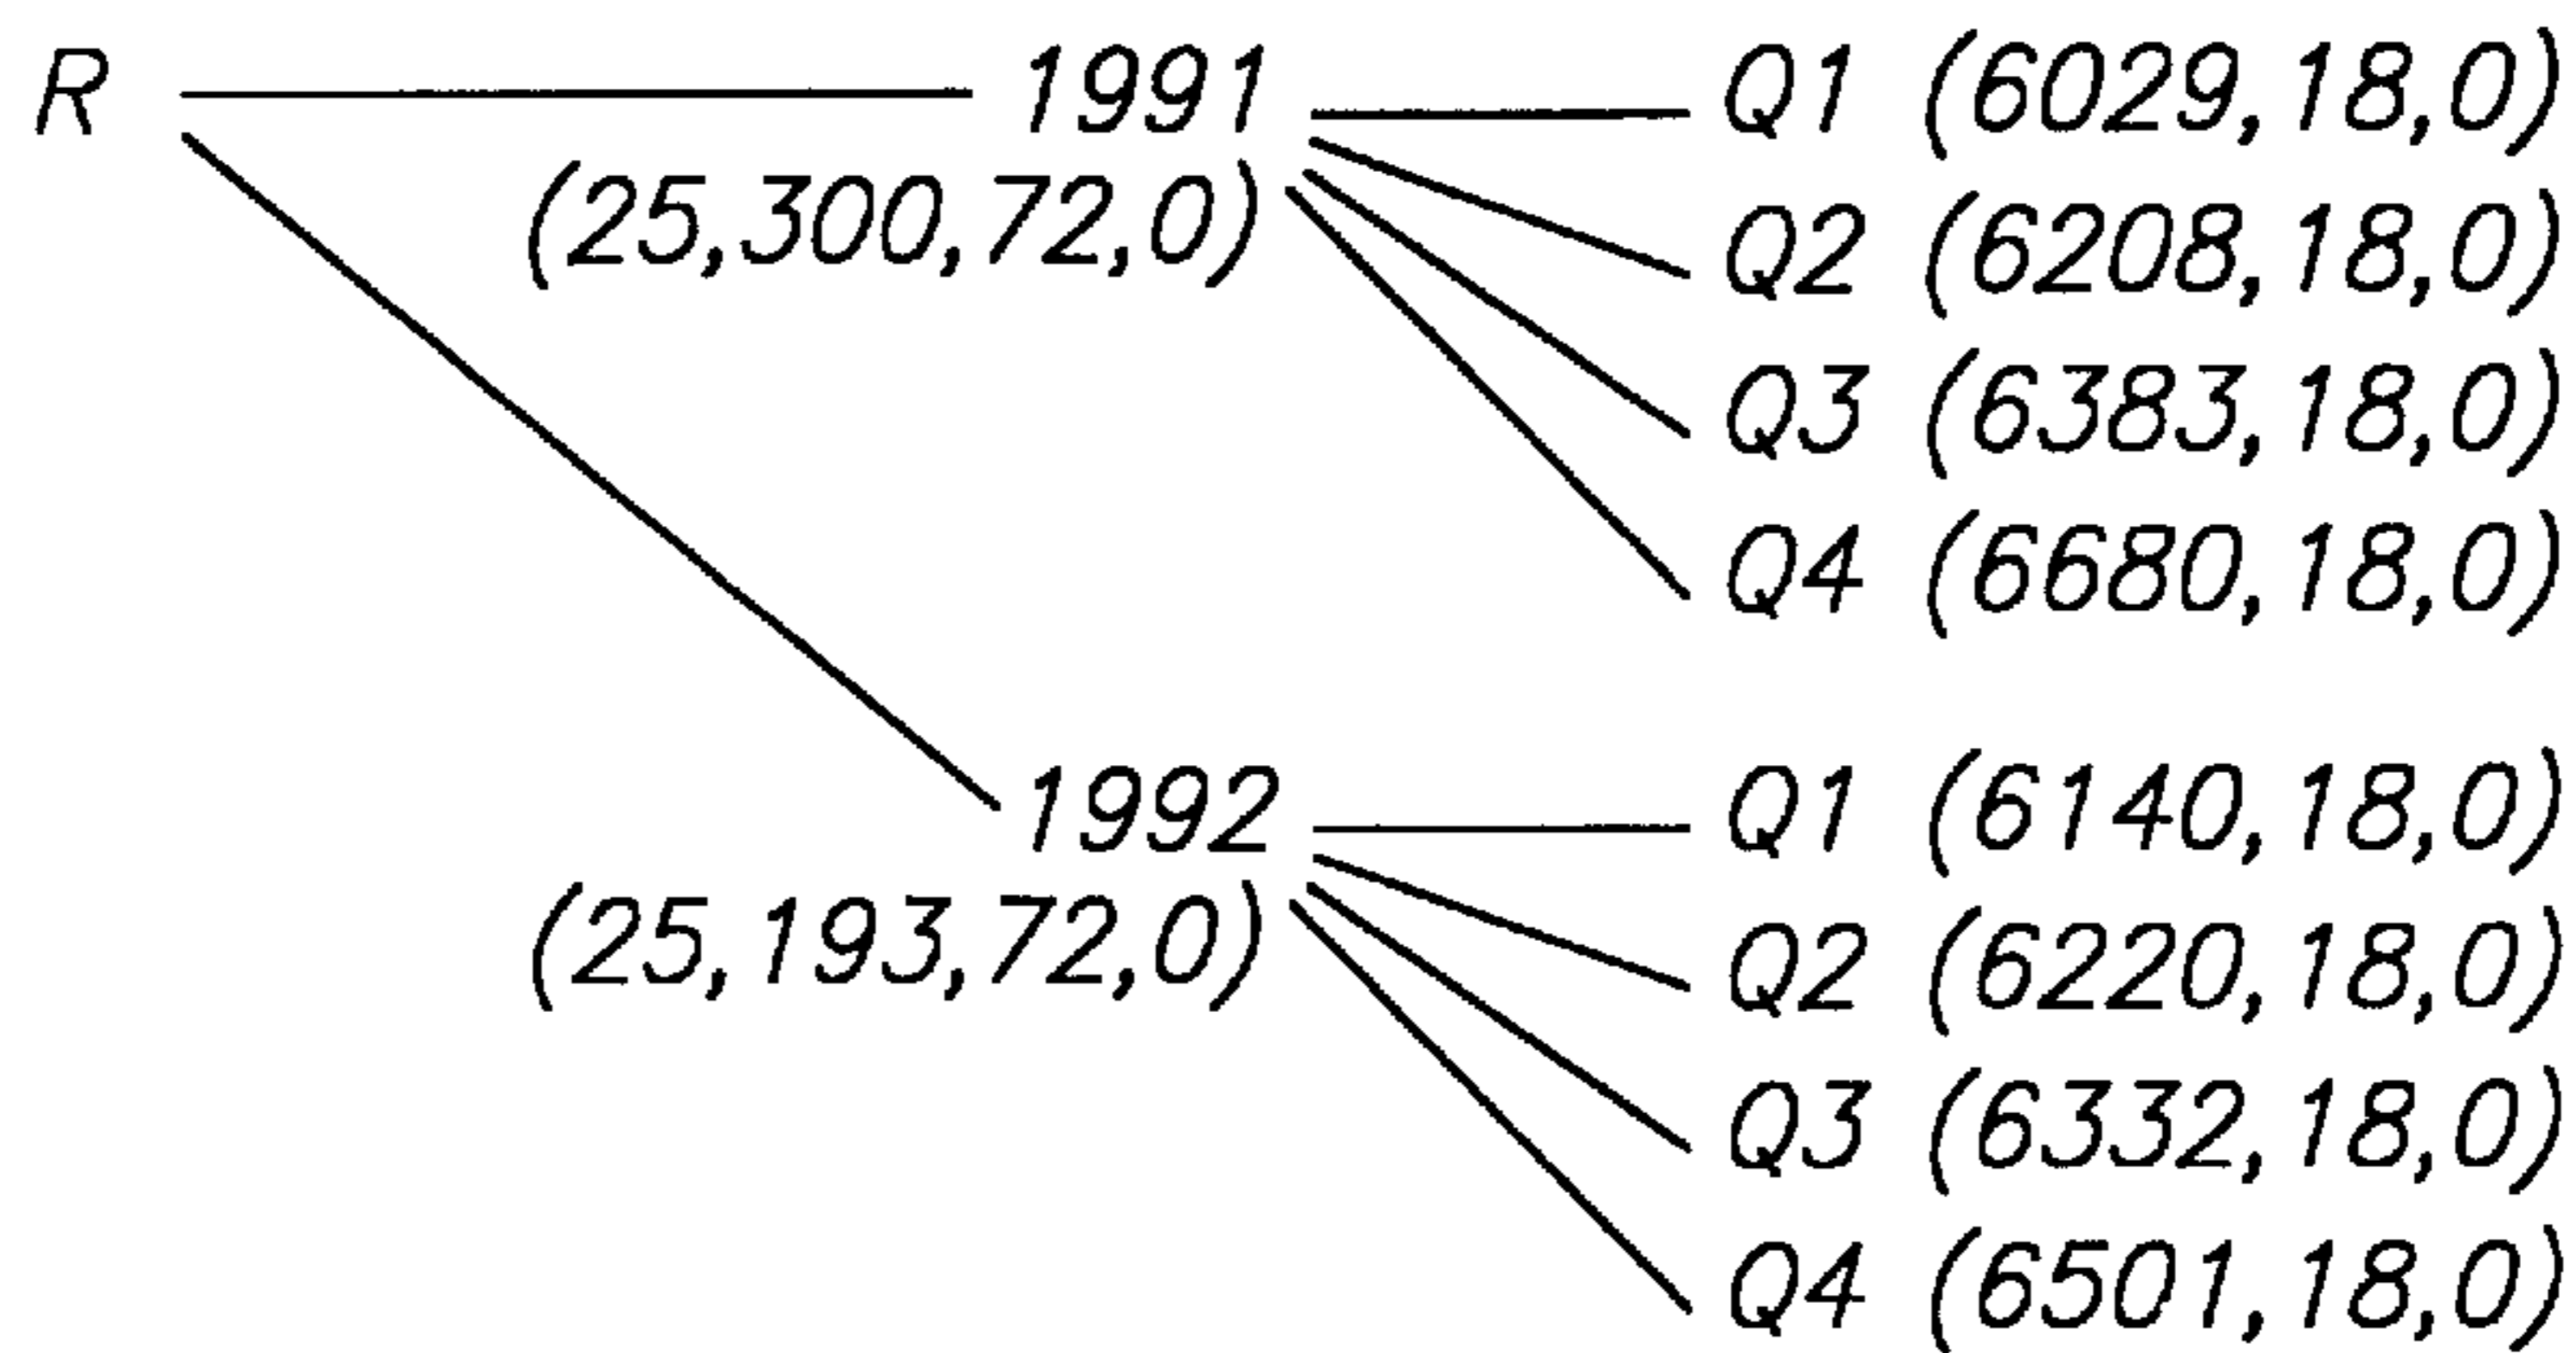 R 1991 Q1 (6029,18,0)
(25,300,72,0) Q2 (6208,18,0)
Q3 (6383,18,0)
Q4 (6680,18,0)
1992 Q1 (6140,18,0)
(25,193,72,0) Q2 (6220,18,0)
Q3 (6332,18,0)
Q4 (6501,18,0)